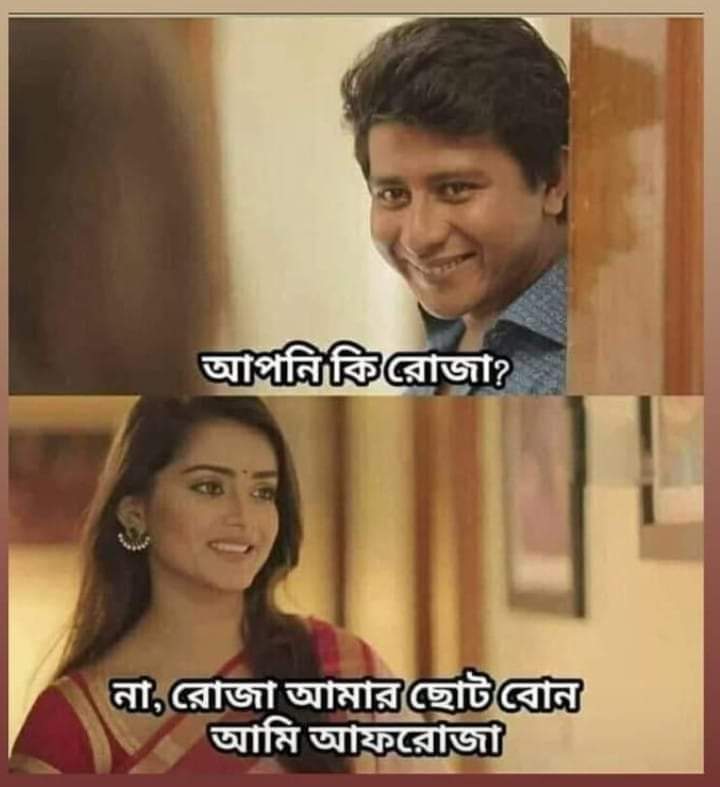 আপনি কি রোজা?
না, রোজা আমার ছোট বোন
আমি আফরোজা